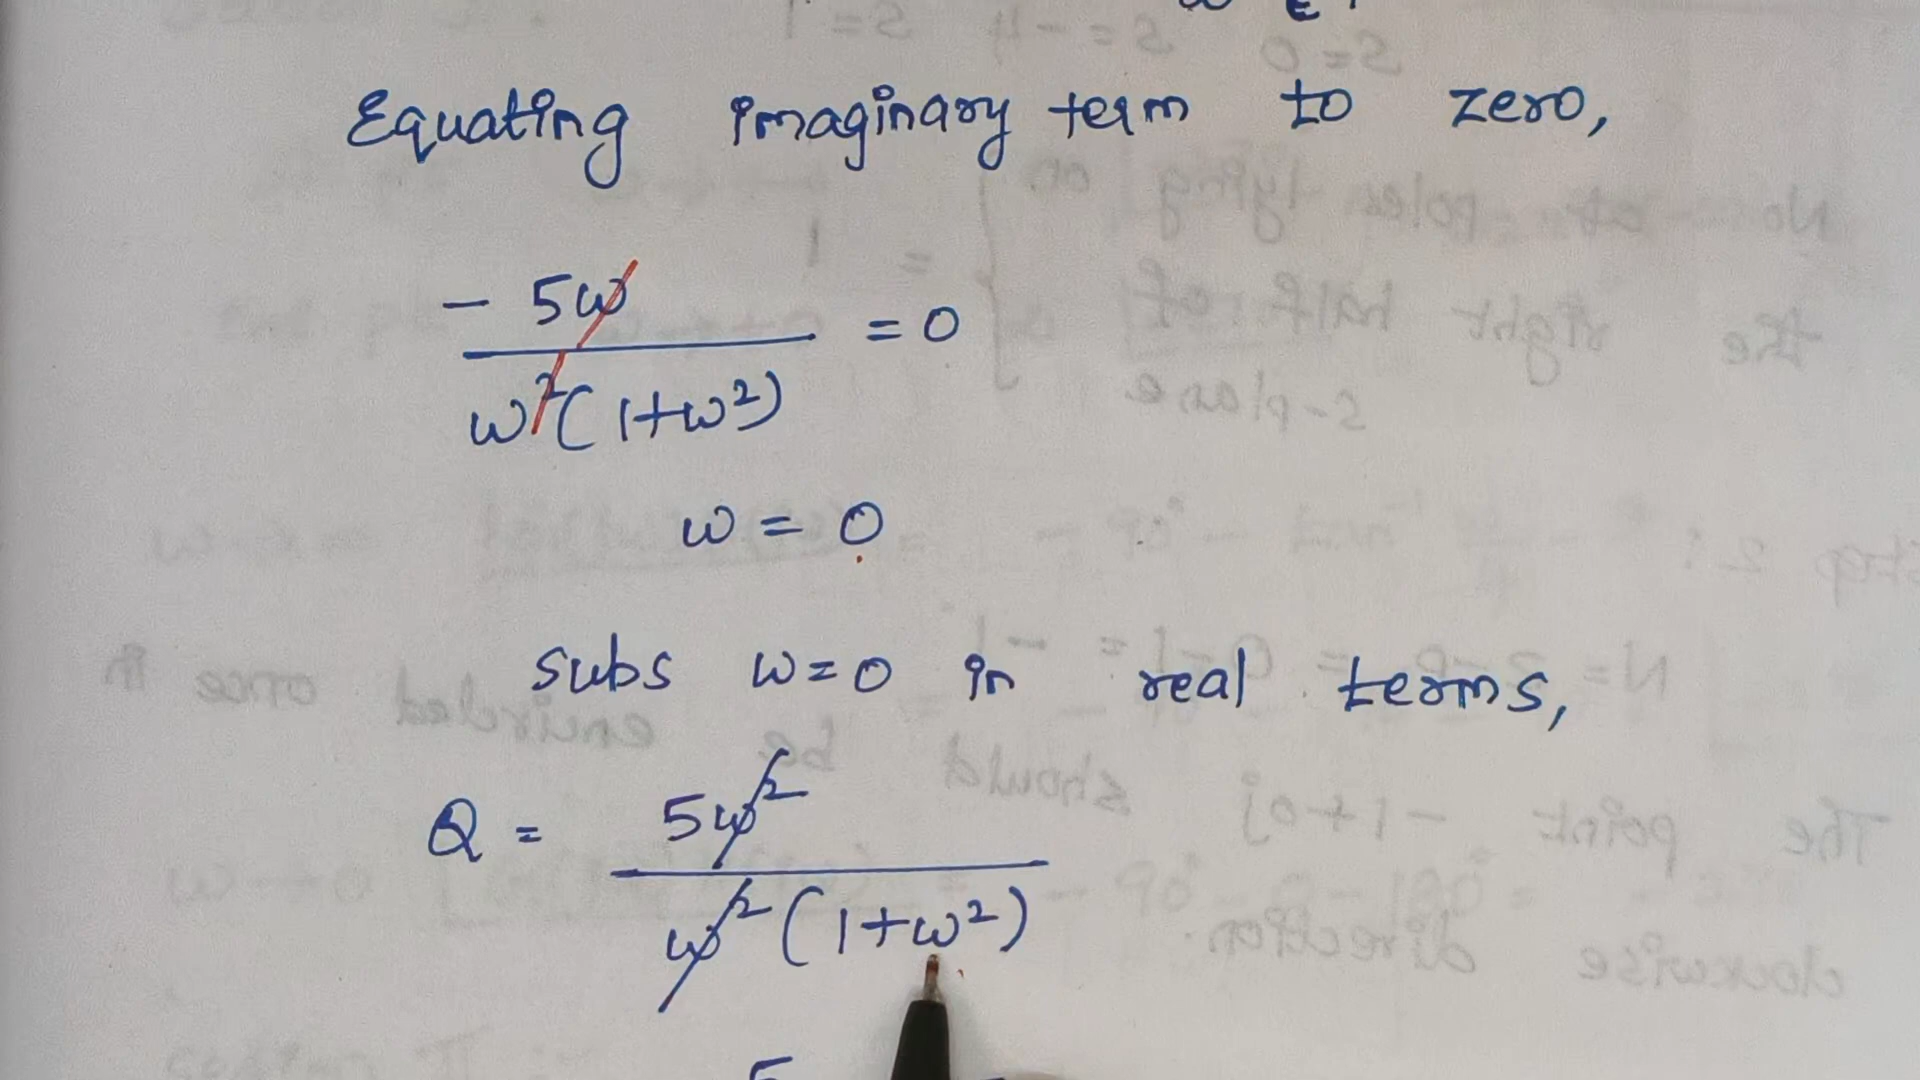 Equating imaginary term to zero,
- 5ω / ω²(1+ω²) = 0
ω = 0
subs ω=0 in real terms,
Q = 5ω² / ω²(1+ω²)
5